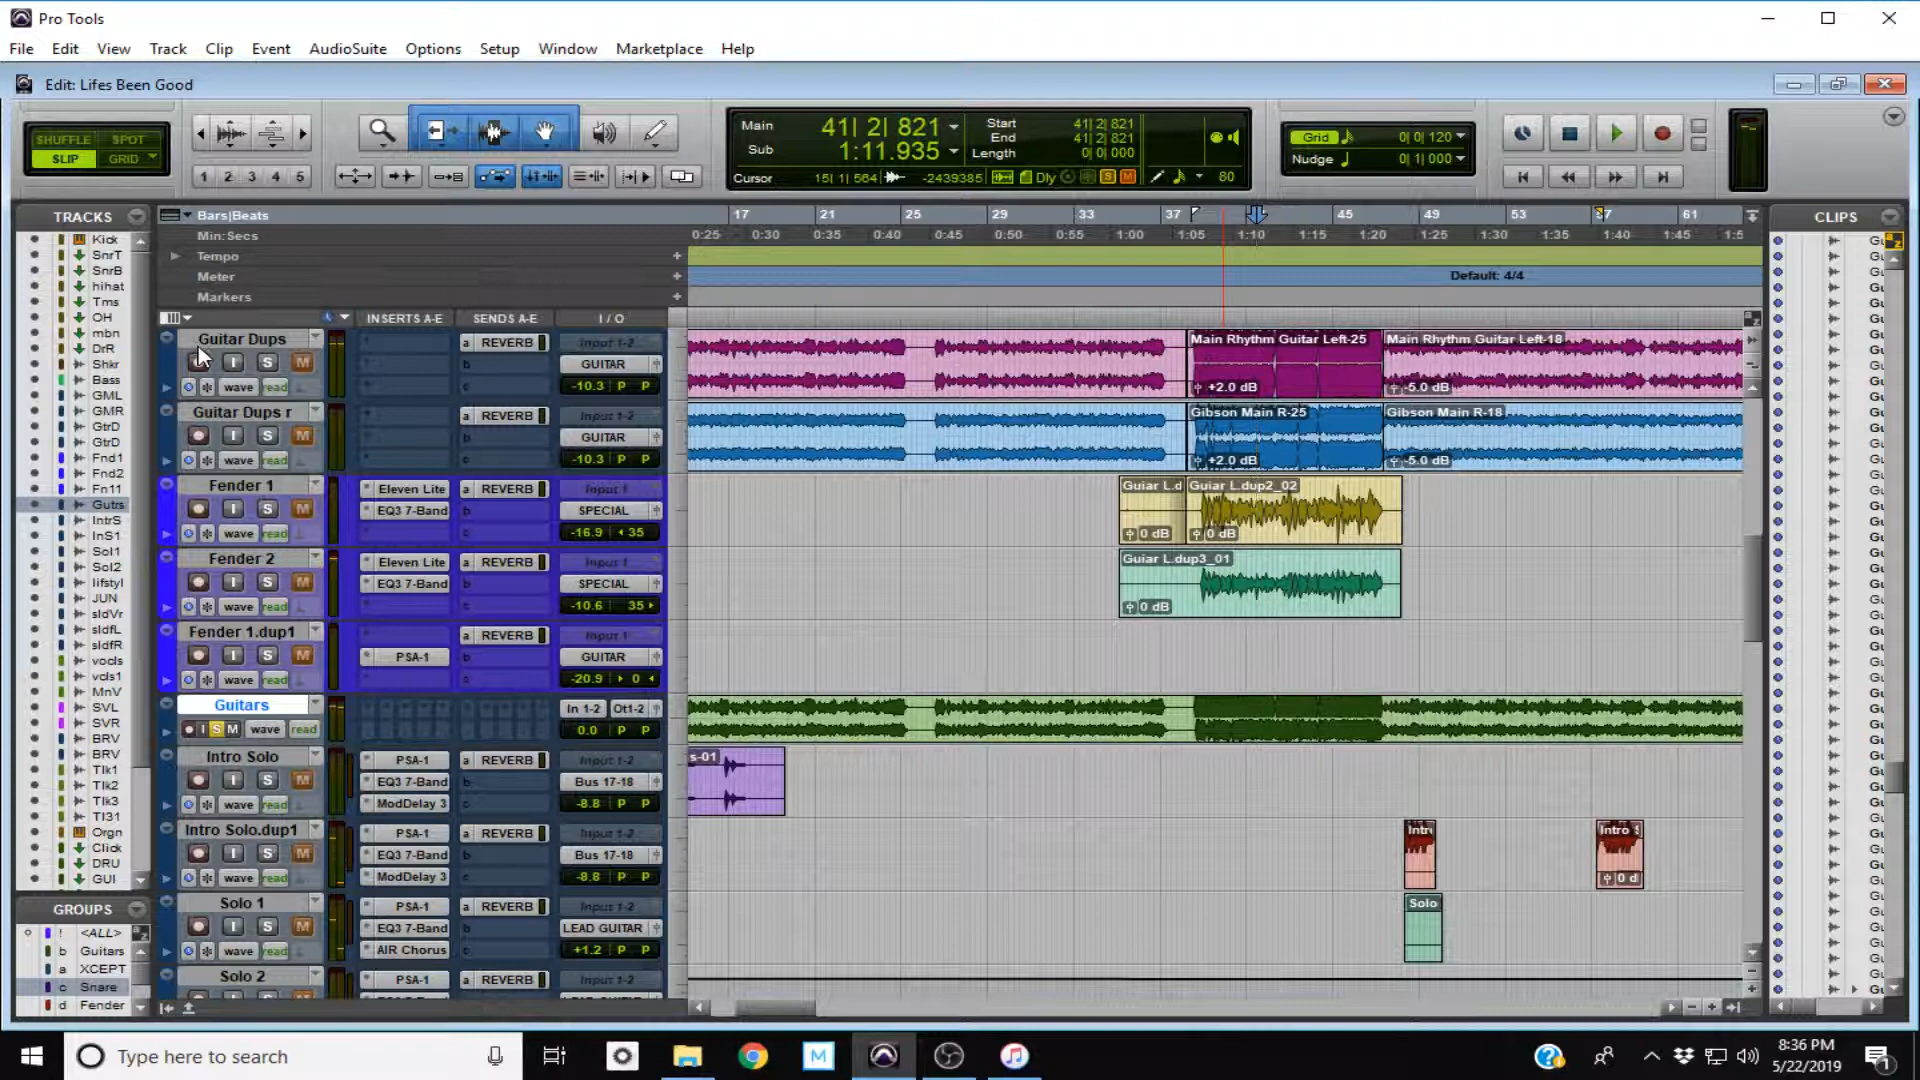 Pro Tools
File Edit View Track Clip Event AudioSuite Options Setup Window Marketplace Help
Edit: Lifes Been Good
SHUFFLE SPOT
SLIP GRID
1 2 3 4 5
Main 41| 2| 821
Sub 1:11.935
Start 41| 2| 821
End 41| 2| 821
Length 0| 0| 000
Cursor 15| 1| 564 -2439385 Dly S M 80
Grid 0| 0| 120
Nudge 0| 1| 000
TRACKS
Kick
SnrT
SnrB
hihat
Tms
OH
mbn
DrR
Shkr
Bass
GML
GMR
GtrD
GtrD
Fnd1
Fnd2
Fn11
Gutrs
IntrS
InS1
Sol1
Sol2
lifstyl
JUN
sldVr
sldfL
sldfR
vocls
vcls1
MnV
SVL
SVR
BRV
BRV
Tlk1
Tlk2
Tlk3
Tl31
Orgn
Click
DRU
GUI
GROUPS
! <ALL>
b Guitars
a XCEPT
c Snare
d Fender
Bars|Beats 17 21 25 29 33 37 45 49 53 57 61
Min:Secs 0:25 0:30 0:35 0:40 0:45 0:50 0:55 1:00 1:05 1:10 1:15 1:20 1:25 1:30 1:35 1:40 1:45
Tempo
Meter Default: 4/4
Markers
INSERTS A-E SENDS A-E I / O
Guitar Dups
I S M
wave read
a REVERB
b
c
Input 1-2
GUITAR
-10.3 P P
Main Rhythm Guitar Left-25 Main Rhythm Guitar Left-18
+2.0 dB -5.0 dB
Guitar Dups r
I S M
wave read
a REVERB
b
c
Input 1-2
GUITAR
-10.3 P P
Gibson Main R-25 Gibson Main R-18
+2.0 dB -5.0 dB
Fender 1
I S M
wave read
Eleven Lite
EQ3 7-Band
a REVERB
b
c
Input 1
SPECIAL
-16.9 35
Guiar L.d Guiar L.dup2_02
0 dB 0 dB
Fender 2
I S M
wave read
Eleven Lite
EQ3 7-Band
a REVERB
b
c
Input 1
SPECIAL
-10.6 35
Guiar L.dup3_01
0 dB
Fender 1.dup1
I S M
wave read
PSA-1
a REVERB
b
c
Input 1
GUITAR
-20.9 0
Guitars
I S M wave read
In 1-2 Ot1-2
0.0 P P
Intro Solo
I S M
wave read
PSA-1
EQ3 7-Band
ModDelay 3
a REVERB
b
c
Input 1-2
Bus 17-18
-8.8 P P
s-01
Intro Solo.dup1
I S M
wave read
PSA-1
EQ3 7-Band
ModDelay 3
a REVERB
b
c
Input 1-2
Bus 17-18
-8.8 P P
Intro S
0 d
Solo 1
I S M
wave read
PSA-1
EQ3 7-Band
AIR Chorus
a REVERB
b
c
Input 1-2
LEAD GUITAR
+1.2 P P
Solo
Solo 2
PSA-1
a REVERB
Input 1-2
CLIPS
Type here to search
8:36 PM
5/22/2019